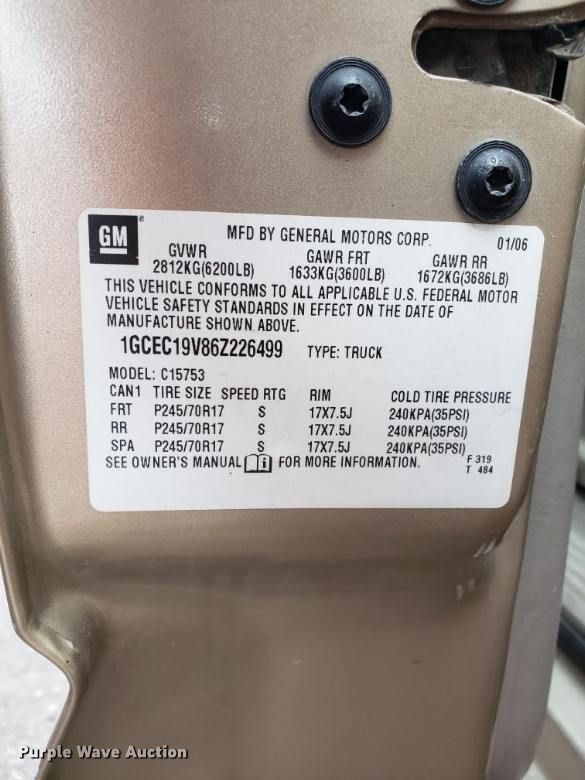 GM
MFD BY GENERAL MOTORS CORP. 01/06
GVWR GAWR FRT GAWR RR
2812KG(6200LB) 1633KG(3600LB) 1672KG(3686LB)
THIS VEHICLE CONFORMS TO ALL APPLICABLE U.S. FEDERAL MOTOR
VEHICLE SAFETY STANDARDS IN EFFECT ON THE DATE OF
MANUFACTURE SHOWN ABOVE.
1GCEC19V86Z226499 TYPE: TRUCK
MODEL: C15753
CAN1 TIRE SIZE SPEED RTG RIM COLD TIRE PRESSURE
FRT P245/70R17 S 17X7.5J 240KPA(35PSI)
RR P245/70R17 S 17X7.5J 240KPA(35PSI)
SPA P245/70R17 S 17X7.5J 240KPA(35PSI)
SEE OWNER'S MANUAL FOR MORE INFORMATION. F 319
T 484
Purple Wave Auction